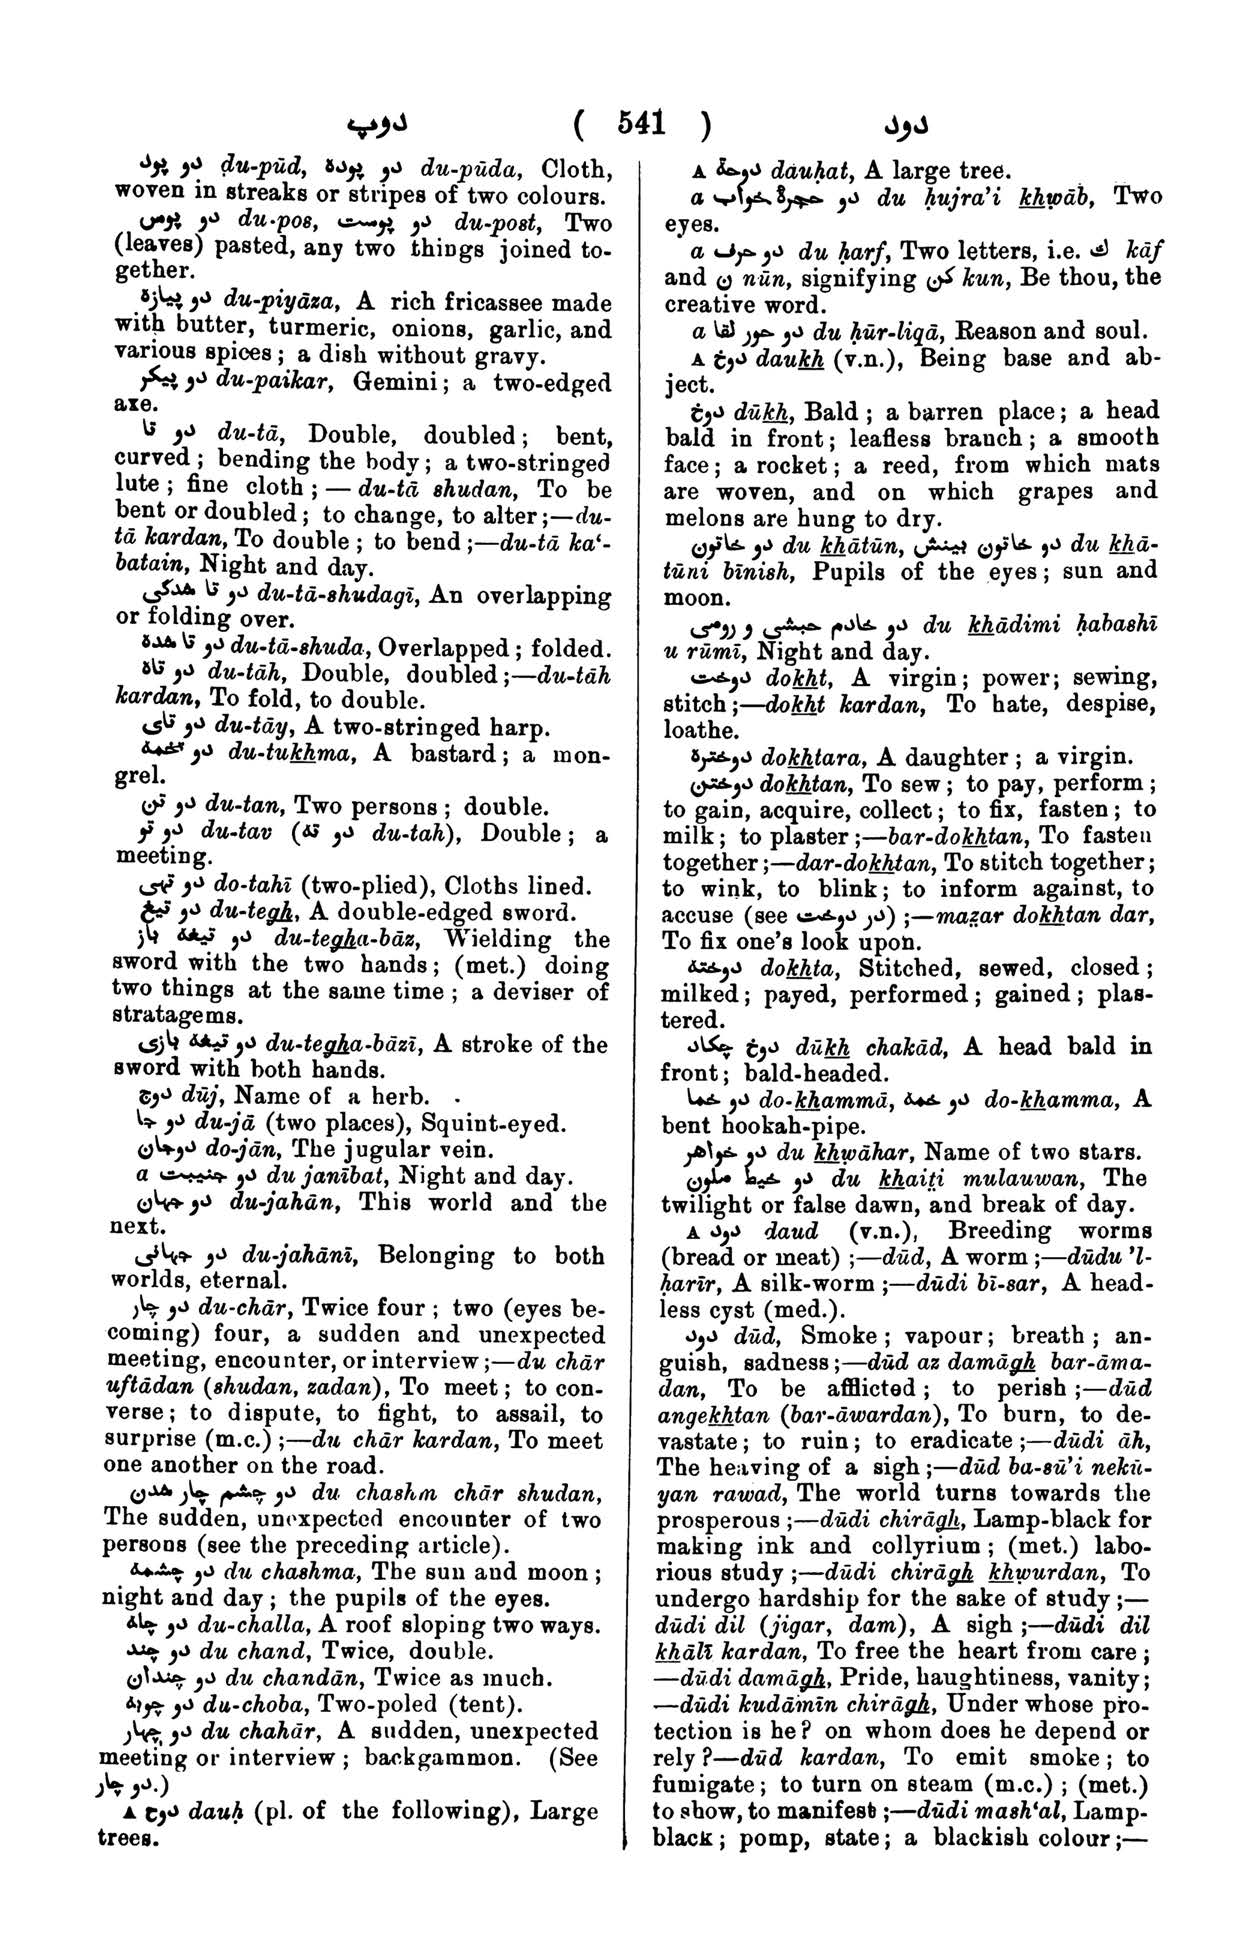 دوپ ( 541 ) دود
دو پود du-pūd, دو پوده du-pūda, Cloth,
woven in streaks or stripes of two colours.
دو پوس du-pos, دو پوست du-post, Two
(leaves) pasted, any two things joined to-
gether.
دو پیازه du-piyāza, A rich fricassee made
with butter, turmeric, onions, garlic, and
various spices; a dish without gravy.
دو پیکر du-paikar, Gemini; a two-edged
axe.
دو تا du-tā, Double, doubled; bent,
curved; bending the body; a two-stringed
lute; fine cloth;—du-tā shudan, To be
bent or doubled; to change, to alter;—du-
tā kardan, To double; to bend;—du-tā ka‘-
batain, Night and day.
دو تا شدگی du-tā-shudagī, An overlapping
or folding over.
دو تا شده du-tā-shuda, Overlapped; folded.
دو تاه du-tāh, Double, doubled;—du-tāh
kardan, To fold, to double.
دو تای du-tāy, A two-stringed harp.
دو تخمه du-tukhma, A bastard; a mon-
grel.
دو تن du-tan, Two persons; double.
دو تو du-tav (دو ته du-tah), Double; a
meeting.
دو تهی do-tahī (two-plied), Cloths lined.
دو تیغ du-tegh, A double-edged sword.
دو تیغه باز du-tegha-bāz, Wielding the
sword with the two hands; (met.) doing
two things at the same time; a deviser of
stratagems.
دو تیغه بازی du-tegha-bāzī, A stroke of the
sword with both hands.
دوج dūj, Name of a herb.
دو جا du-jā (two places), Squint-eyed.
دوجان do-jān, The jugular vein.
a دو جنیبت du janībat, Night and day.
دو جهان du-jahān, This world and the
next.
دو جهانی du-jahānī, Belonging to both
worlds, eternal.
دو چار du-chār, Twice four; two (eyes be-
coming) four, a sudden and unexpected
meeting, encounter, or interview;—du chār
uftādan (shudan, zadan), To meet; to con-
verse; to dispute, to fight, to assail, to
surprise (m.c.);—du chār kardan, To meet
one another on the road.
دو چشم چار شدن du chashm chār shudan,
The sudden, unexpected encounter of two
persons (see the preceding article).
دو چشمه du chashma, The sun and moon;
night and day; the pupils of the eyes.
دو چله du-challa, A roof sloping two ways.
دو چند du chand, Twice, double.
دو چندان du chandān, Twice as much.
دو چوبه du-choba, Two-poled (tent).
دو چهار du chahār, A sudden, unexpected
meeting or interview; backgammon. (See
دو چار.)
A دوح dauḥ (pl. of the following), Large
trees.
A دوحة dauḥat, A large tree.
a دو حجرهٔ خواب du ḥujra’i khẉāb, Two
eyes.
a دو حرف du ḥarf, Two letters, i.e. ك kāf
and ن nūn, signifying كن kun, Be thou, the
creative word.
a دو حور لقا du ḥūr-liqā, Reason and soul.
A دوخ daukh (v.n.), Being base and ab-
ject.
دوخ dūkh, Bald; a barren place; a head
bald in front; leafless branch; a smooth
face; a rocket; a reed, from which mats
are woven, and on which grapes and
melons are hung to dry.
دو خاتون du khātūn, دو خاتون بینش du khā-
tūni bīnish, Pupils of the eyes; sun and
moon.
دو خادم حبشی و رومی du khādimi ḥabashī
u rūmī, Night and day.
دوخت dokht, A virgin; power; sewing,
stitch;—dokht kardan, To hate, despise,
loathe.
دوختره dokhtara, A daughter; a virgin.
دوختن dokhtan, To sew; to pay, perform;
to gain, acquire, collect; to fix, fasten; to
milk; to plaster;—bar-dokhtan, To fasten
together;—dar-dokhtan, To stitch together;
to wink, to blink; to inform against, to
accuse (see در دوخت);—maẓar dokhtan dar,
To fix one's look upon.
دوخته dokhta, Stitched, sewed, closed;
milked; payed, performed; gained; plas-
tered.
دوخ چکاد dūkh chakād, A head bald in
front; bald-headed.
دو خما do-khammā, دو خمه do-khamma, A
bent hookah-pipe.
دو خواهر du khẉāhar, Name of two stars.
دو خیط ملون du khaiṭi mulauwan, The
twilight or false dawn, and break of day.
A دود daud (v.n.), Breeding worms
(bread or meat);—dūd, A worm;—dūdu 'l-
ḥarīr, A silk-worm;—dūdi bī-sar, A head-
less cyst (med.).
دود dūd, Smoke; vapour; breath; an-
guish, sadness;—dūd az damāgh bar-āma-
dan, To be afflicted; to perish;—dūd
angekhtan (bar-āwardan), To burn, to de-
vastate; to ruin; to eradicate;—dūdi āh,
The heaving of a sigh;—dūd ba-sū’i nekū-
yan rawad, The world turns towards the
prosperous;—dūdi chirāgh, Lamp-black for
making ink and collyrium; (met.) labo-
rious study;—dūdi chirāgh khẉurdan, To
undergo hardship for the sake of study;—
dūdi dil (jigar, dam), A sigh;—dūdi dil
khālī kardan, To free the heart from care;
—dūdi damāgh, Pride, haughtiness, vanity;
—dūdi kudāmīn chirāgh, Under whose pro-
tection is he? on whom does he depend or
rely?—dūd kardan, To emit smoke; to
fumigate; to turn on steam (m.c.); (met.)
to show, to manifest;—dūdi mash‘al, Lamp-
black; pomp, state; a blackish colour;—